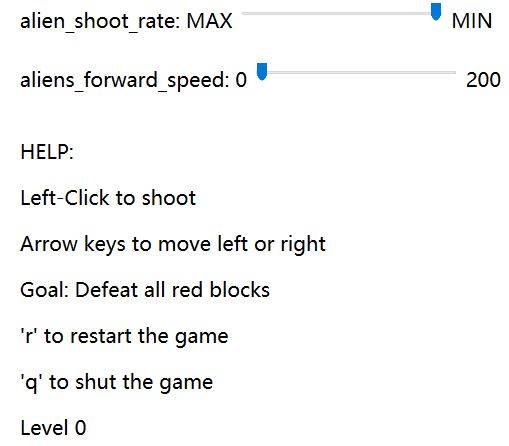 alien_shoot_rate: MAX MIN
aliens_forward_speed: 0 200
HELP:
Left-Click to shoot
Arrow keys to move left or right
Goal: Defeat all red blocks
'r' to restart the game
'q' to shut the game
Level 0